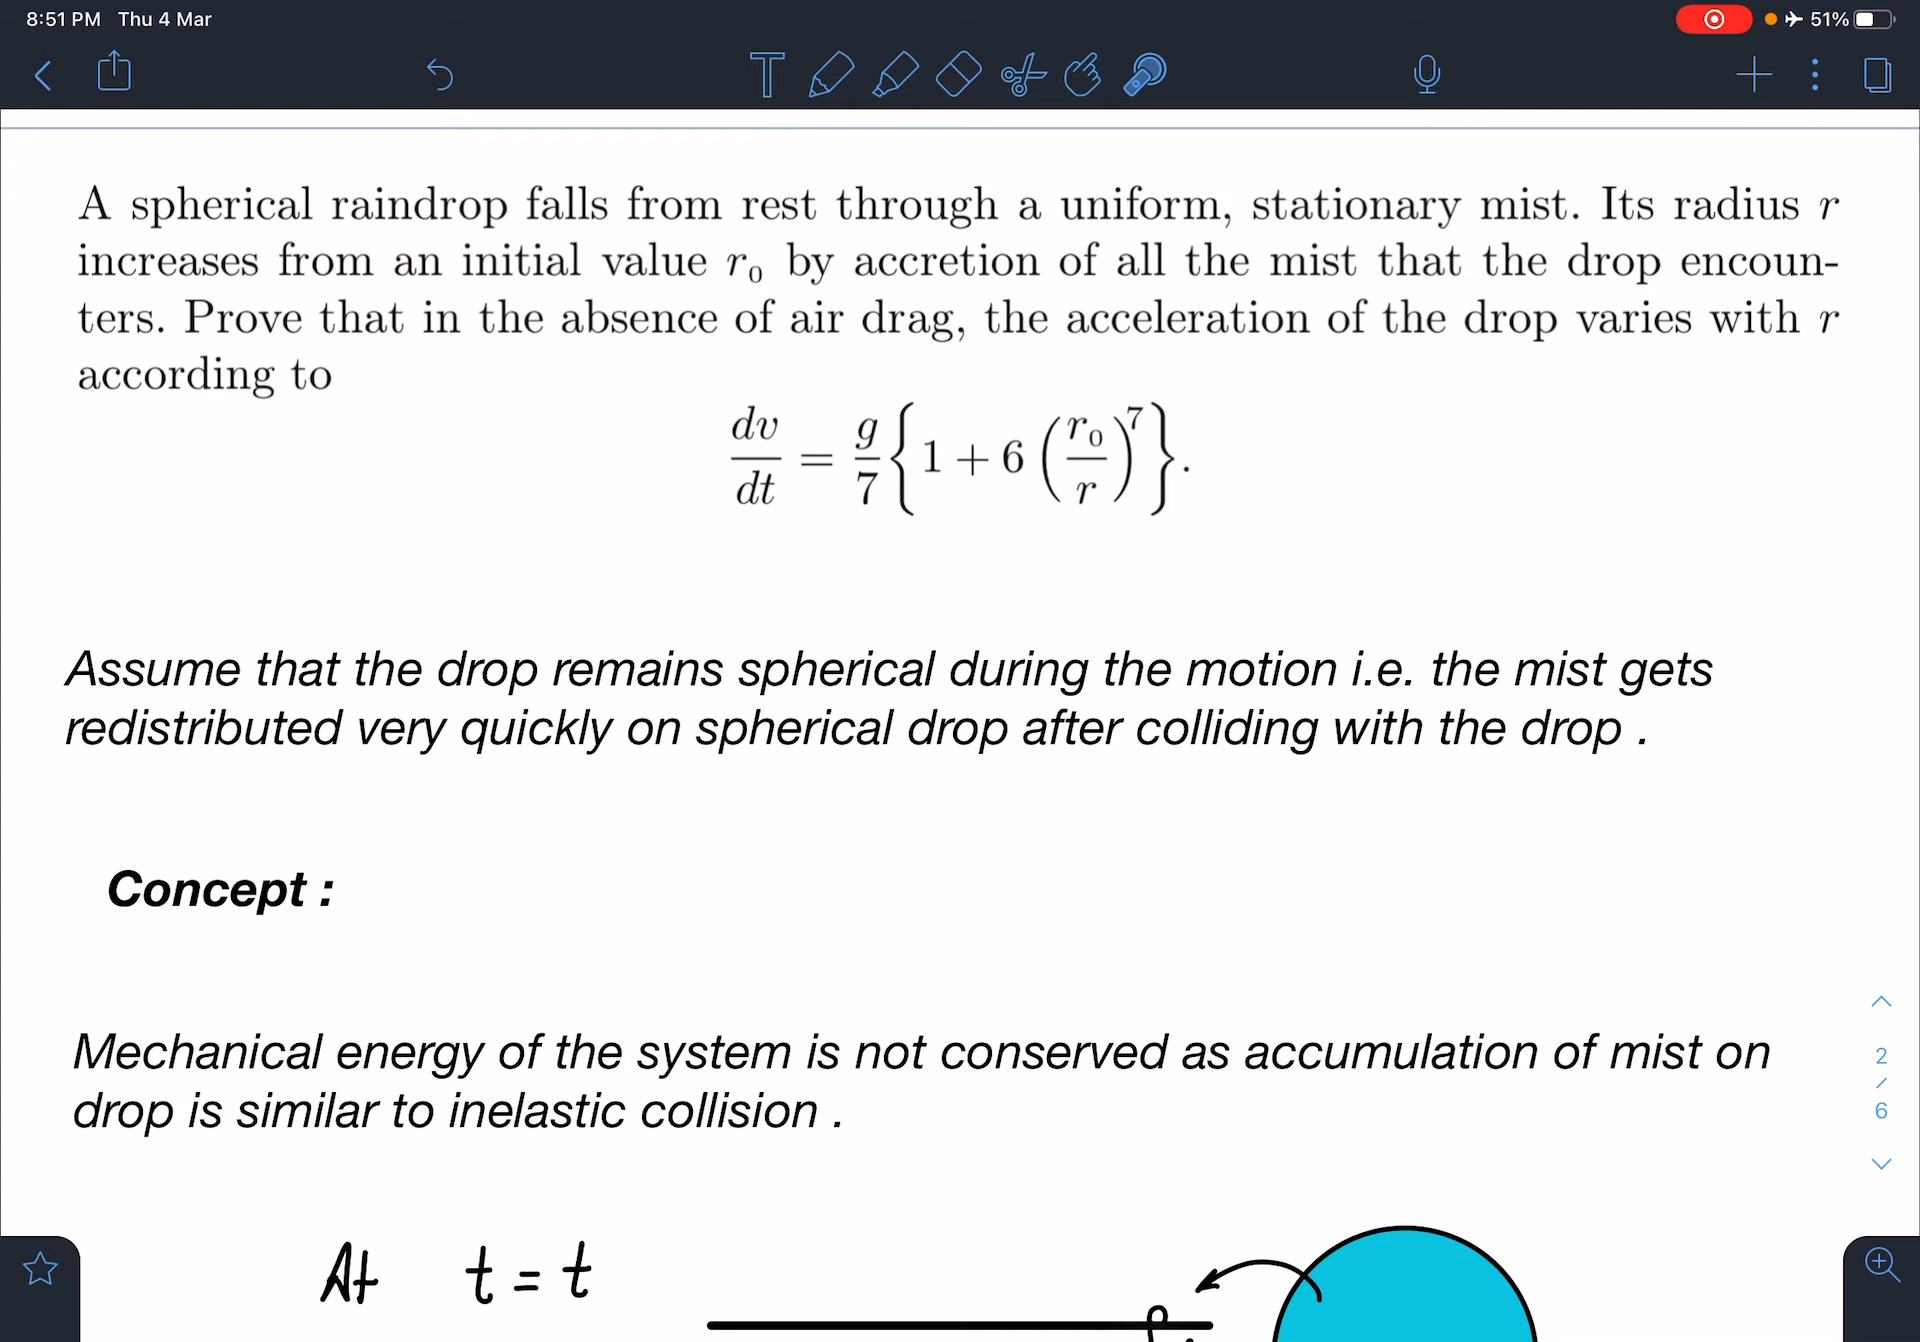 8:51 PM Thu 4 Mar
51%
A spherical raindrop falls from rest through a uniform, stationary mist. Its radius r
increases from an initial value r₀ by accretion of all the mist that the drop encoun-
ters. Prove that in the absence of air drag, the acceleration of the drop varies with r
according to
dv/dt = g/7 {1 + 6 (r₀/r)⁷}.
Assume that the drop remains spherical during the motion i.e. the mist gets
redistributed very quickly on spherical drop after colliding with the drop .
Concept :
Mechanical energy of the system is not conserved as accumulation of mist on
drop is similar to inelastic collision .
2
/
6
At t = t